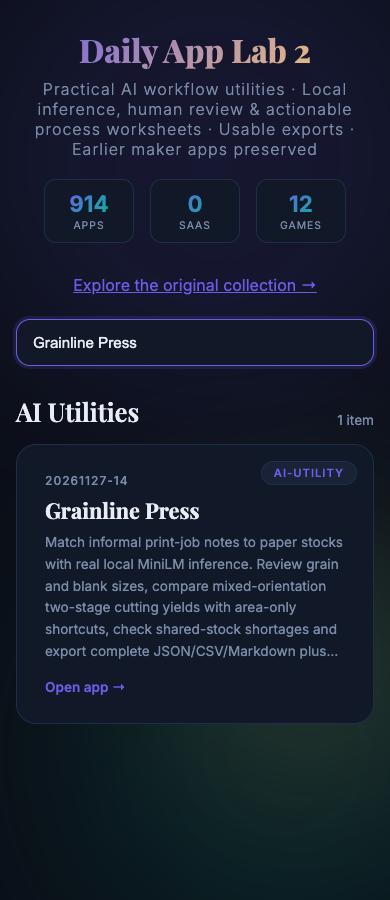 Daily App Lab 2
Practical AI workflow utilities · Local
inference, human review & actionable
process worksheets · Usable exports ·
Earlier maker apps preserved
914
APPS
0
SAAS
12
GAMES
Explore the original collection →
Grainline Press
AI Utilities
1 item
20261127-14
AI-UTILITY
Grainline Press
Match informal print-job notes to paper stocks
with real local MiniLM inference. Review grain
and blank sizes, compare mixed-orientation
two-stage cutting yields with area-only
shortcuts, check shared-stock shortages and
export complete JSON/CSV/Markdown plus...
Open app →